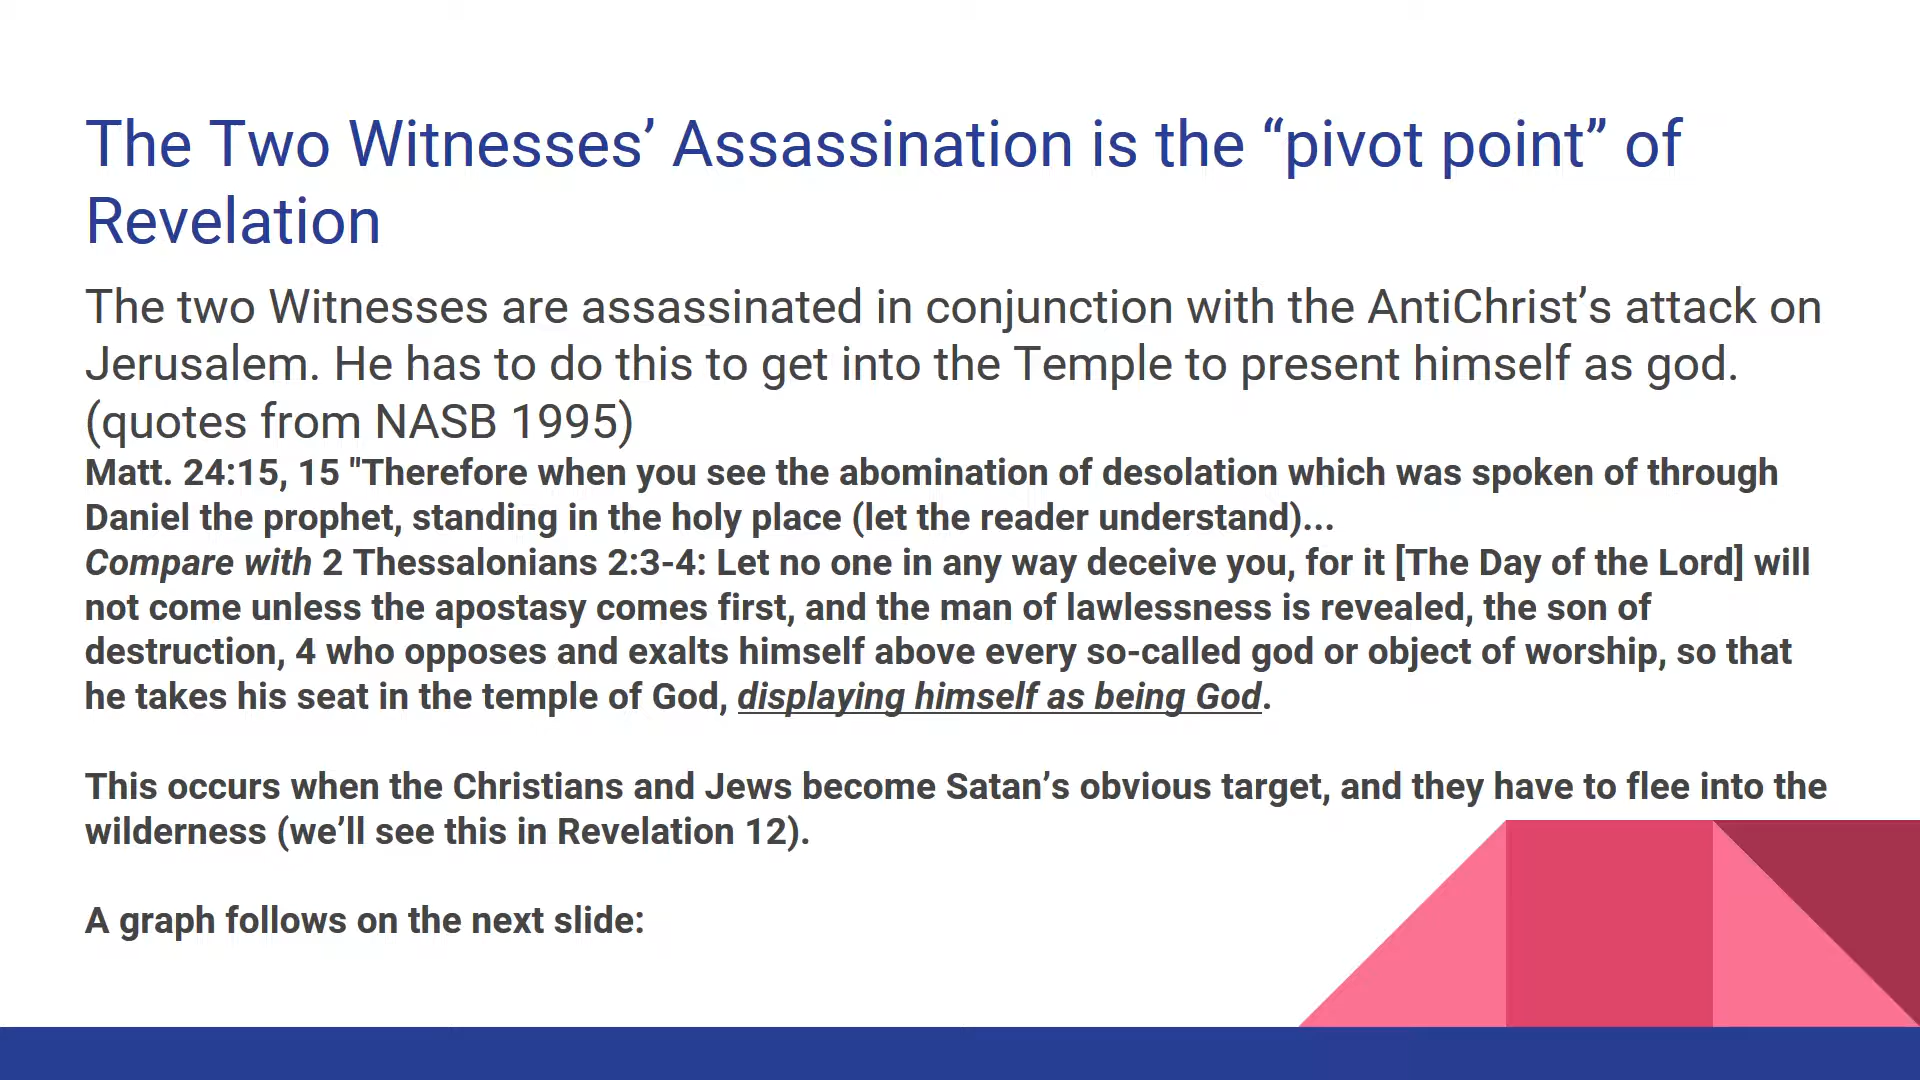 The Two Witnesses’ Assassination is the “pivot point” of
Revelation
The two Witnesses are assassinated in conjunction with the AntiChrist’s attack on
Jerusalem. He has to do this to get into the Temple to present himself as god.
(quotes from NASB 1995)
Matt. 24:15, 15 "Therefore when you see the abomination of desolation which was spoken of through
Daniel the prophet, standing in the holy place (let the reader understand)...
Compare with 2 Thessalonians 2:3-4: Let no one in any way deceive you, for it [The Day of the Lord] will
not come unless the apostasy comes first, and the man of lawlessness is revealed, the son of
destruction, 4 who opposes and exalts himself above every so-called god or object of worship, so that
he takes his seat in the temple of God, displaying himself as being God.
This occurs when the Christians and Jews become Satan’s obvious target, and they have to flee into the
wilderness (we’ll see this in Revelation 12).
A graph follows on the next slide: